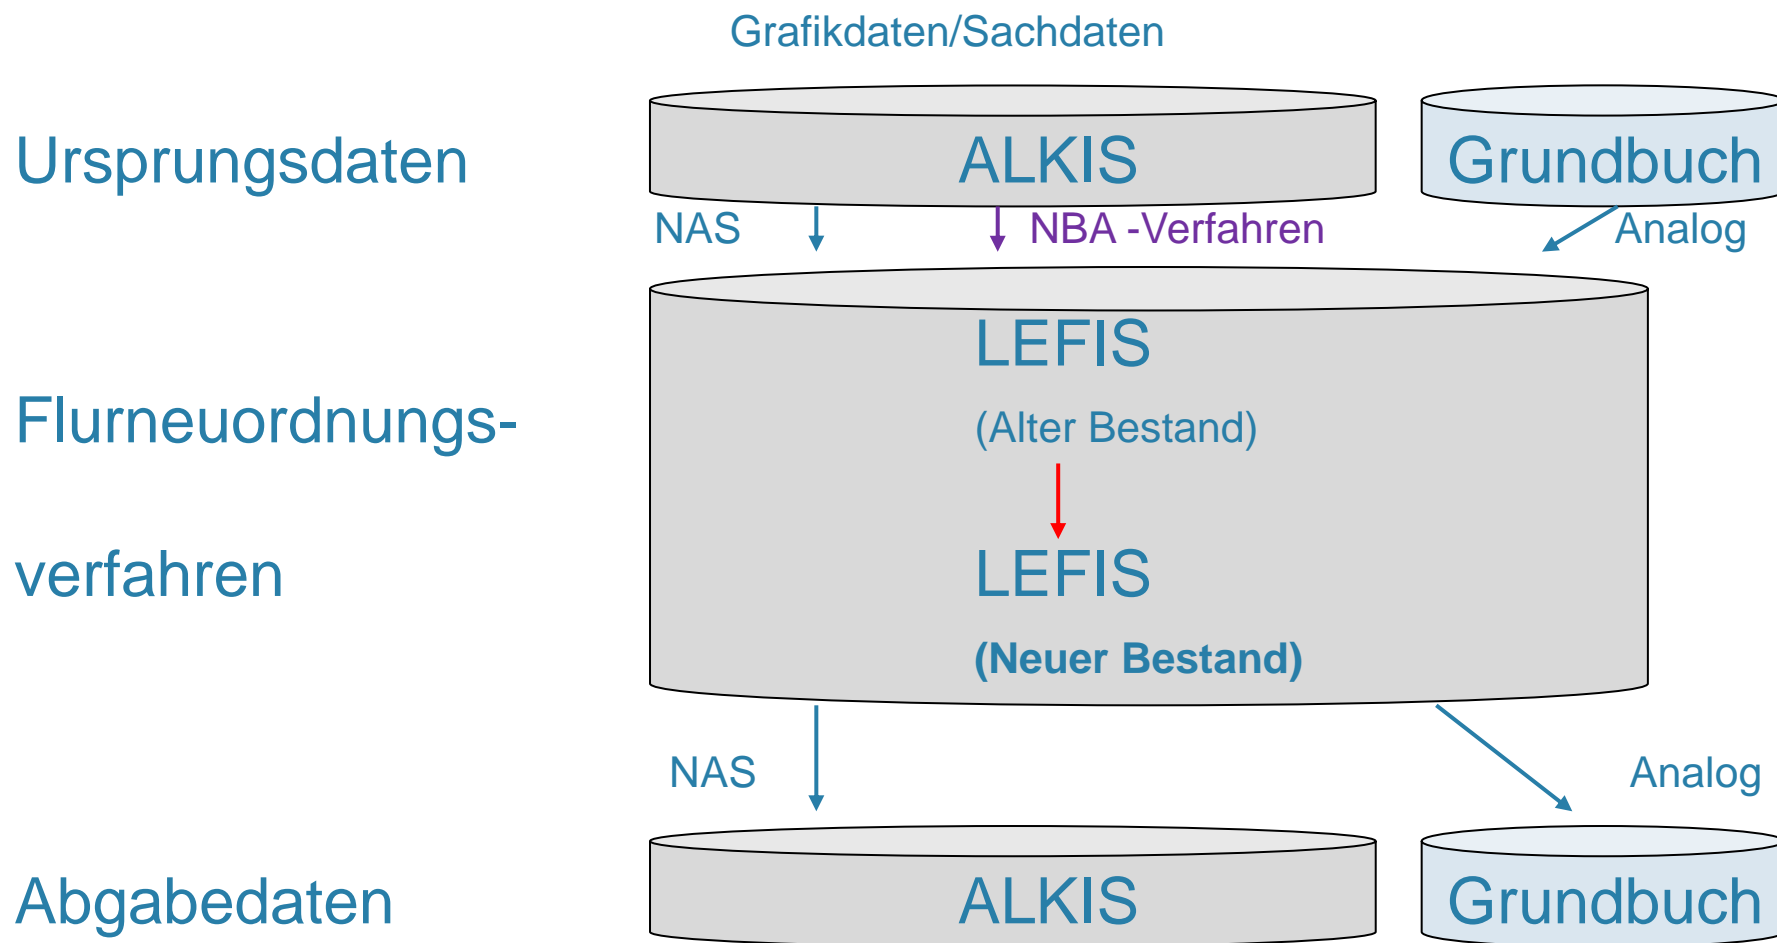 Grafikdaten/Sachdaten
Ursprungsdaten
ALKIS
Grundbuch
NAS
NBA -Verfahren
Analog
LEFIS
Flurneuordnungs-
(Alter Bestand)
verfahren
LEFIS
(Neuer Bestand)
NAS
Analog
Abgabedaten
ALKIS
Grundbuch